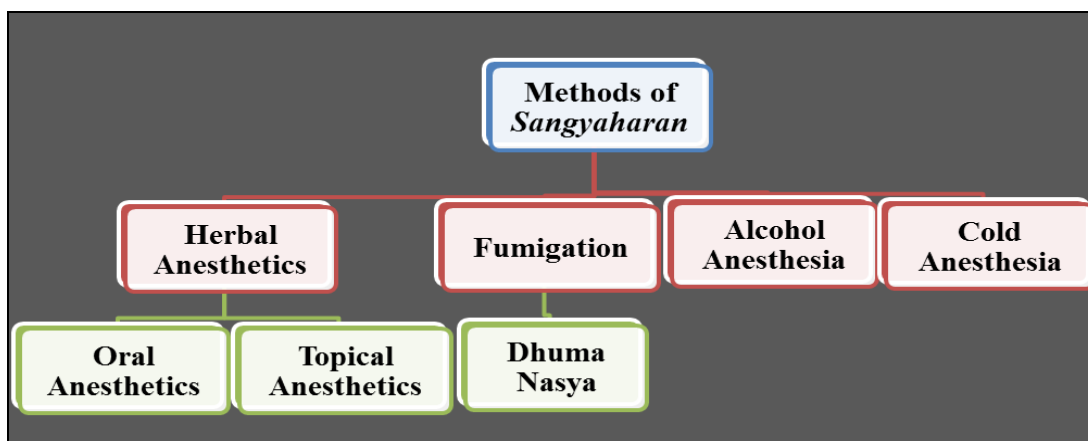 Methods of
Sangyaharan
Herbal
Anesthetics
Fumigation
Alcohol
Anesthesia
Cold
Anesthesia
Oral
Anesthetics
Topical
Anesthetics
Dhuma
Nasya